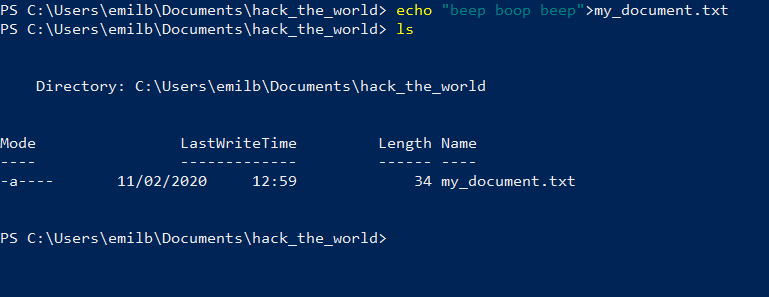 PS C:\Users\emilb\Documents\hack_the_world> echo "beep boop beep">my_document.txt
PS C:\Users\emilb\Documents\hack_the_world> ls
Directory: C:\Users\emilb\Documents\hack_the_world
Mode LastWriteTime Length Name
---- ------------- ------ ----
-a---- 11/02/2020 12:59 34 my_document.txt
PS C:\Users\emilb\Documents\hack_the_world>